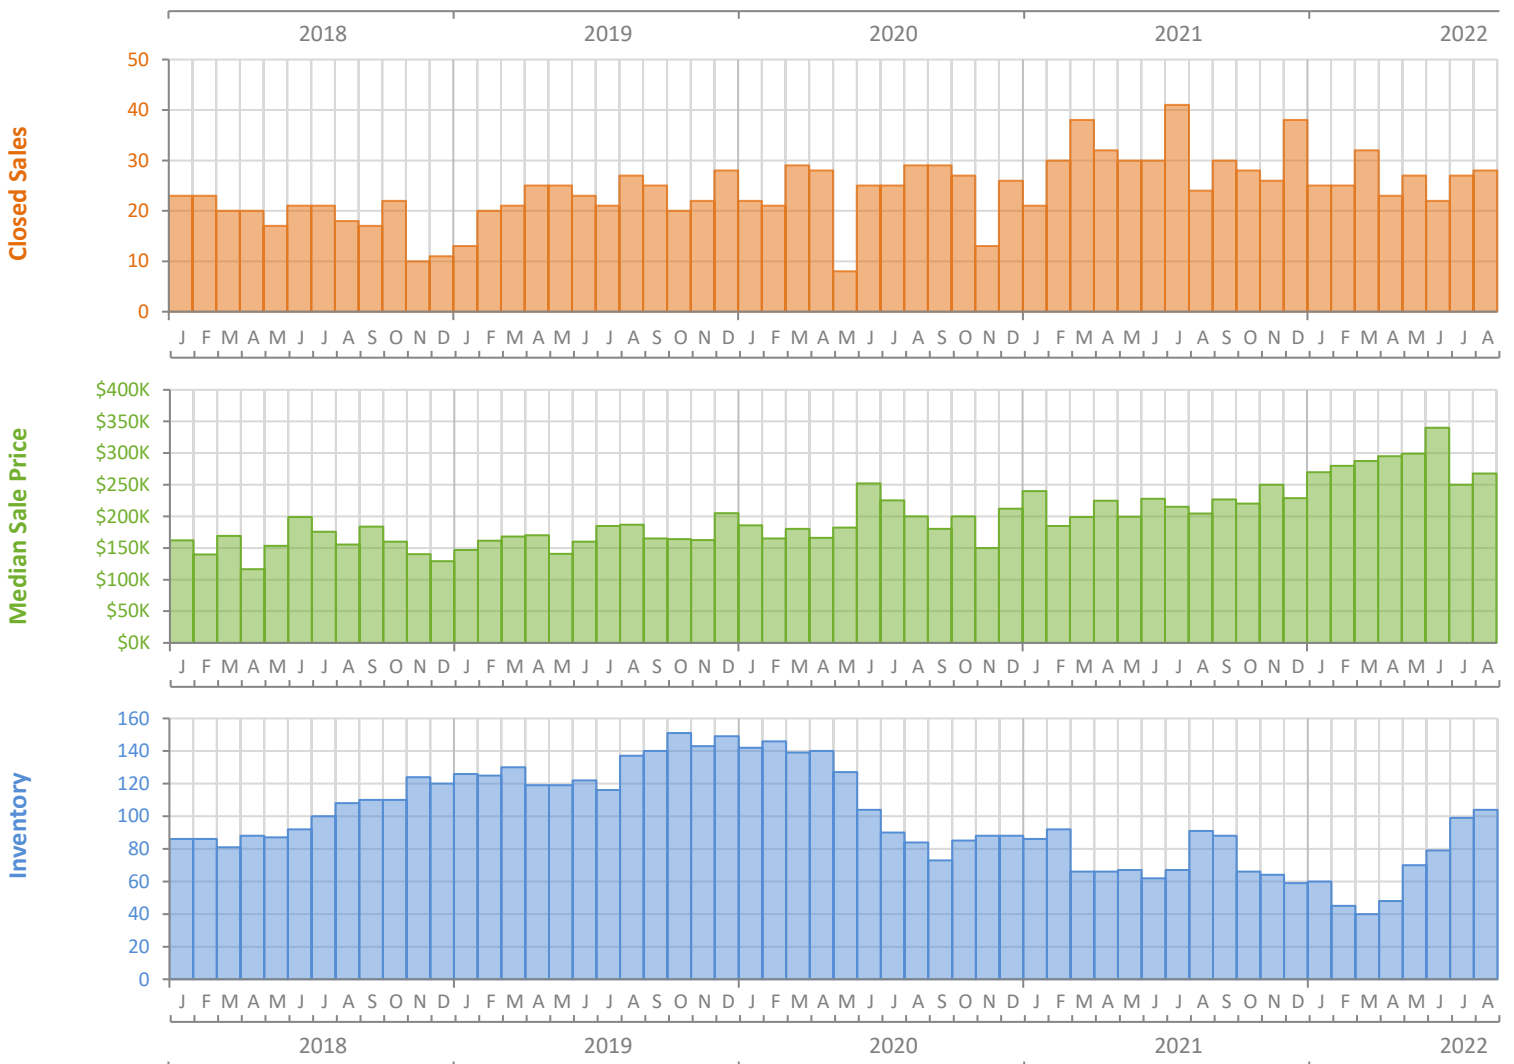 2018 2019 2020 2021 2022
Closed Sales
50
40
30
20
10
0
J F M A M J J A S O N D J F M A M J J A S O N D J F M A M J J A S O N D J F M A M J J A S O N D J F M A M J J A
Median Sale Price
$400K
$350K
$300K
$250K
$200K
$150K
$100K
$50K
$0K
J F M A M J J A S O N D J F M A M J J A S O N D J F M A M J J A S O N D J F M A M J J A S O N D J F M A M J J A
Inventory
160
140
120
100
80
60
40
20
0
J F M A M J J A S O N D J F M A M J J A S O N D J F M A M J J A S O N D J F M A M J J A S O N D J F M A M J J A
2018 2019 2020 2021 2022